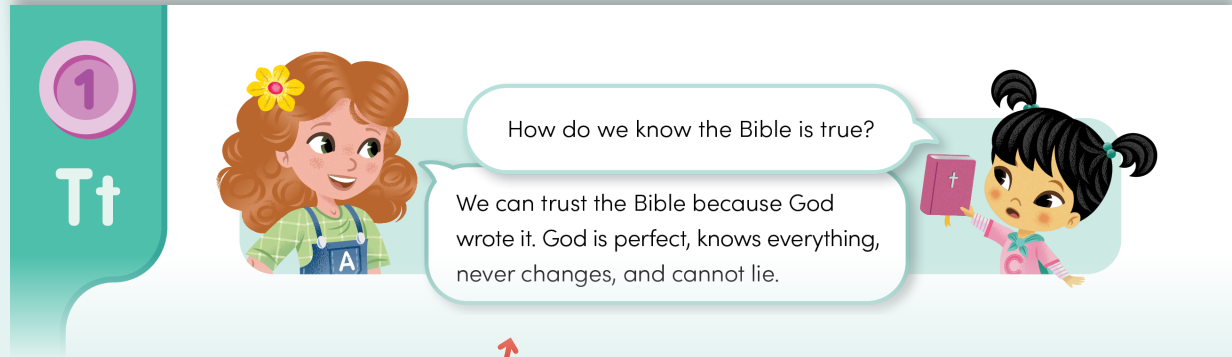 1
Tt
How do we know the Bible is true?
We can trust the Bible because God
wrote it. God is perfect, knows everything,
never changes, and cannot lie.
A
C